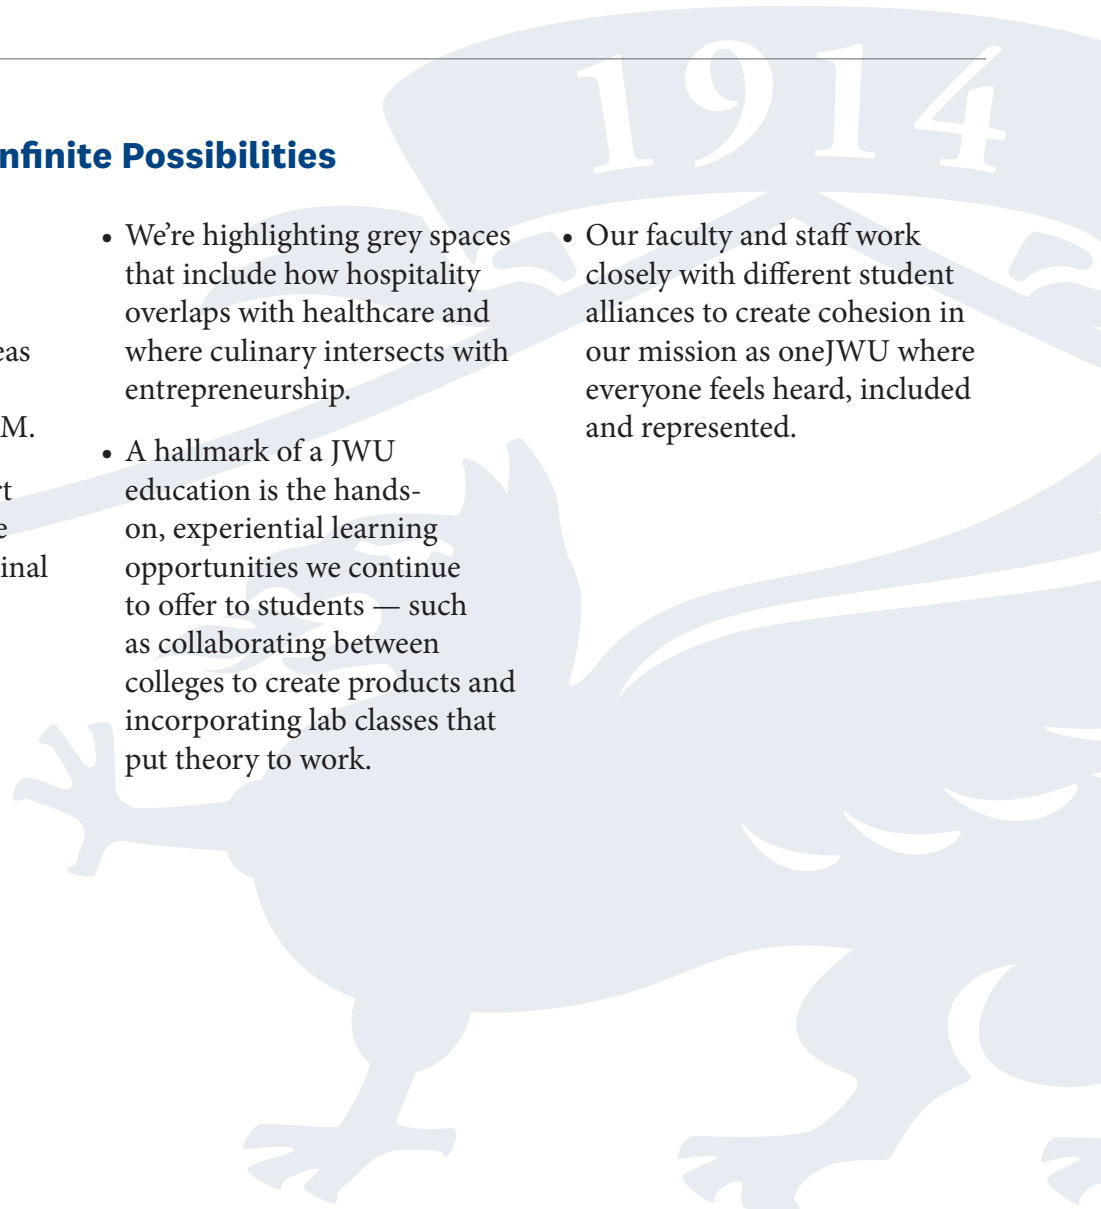 1914
nfinite Possibilities
eas
M.
rt
e
inal
• We’re highlighting grey spaces
that include how hospitality
overlaps with healthcare and
where culinary intersects with
entrepreneurship.
• A hallmark of a JWU
education is the hands-
on, experiential learning
opportunities we continue
to offer to students — such
as collaborating between
colleges to create products and
incorporating lab classes that
put theory to work.
• Our faculty and staff work
closely with different student
alliances to create cohesion in
our mission as oneJWU where
everyone feels heard, included
and represented.